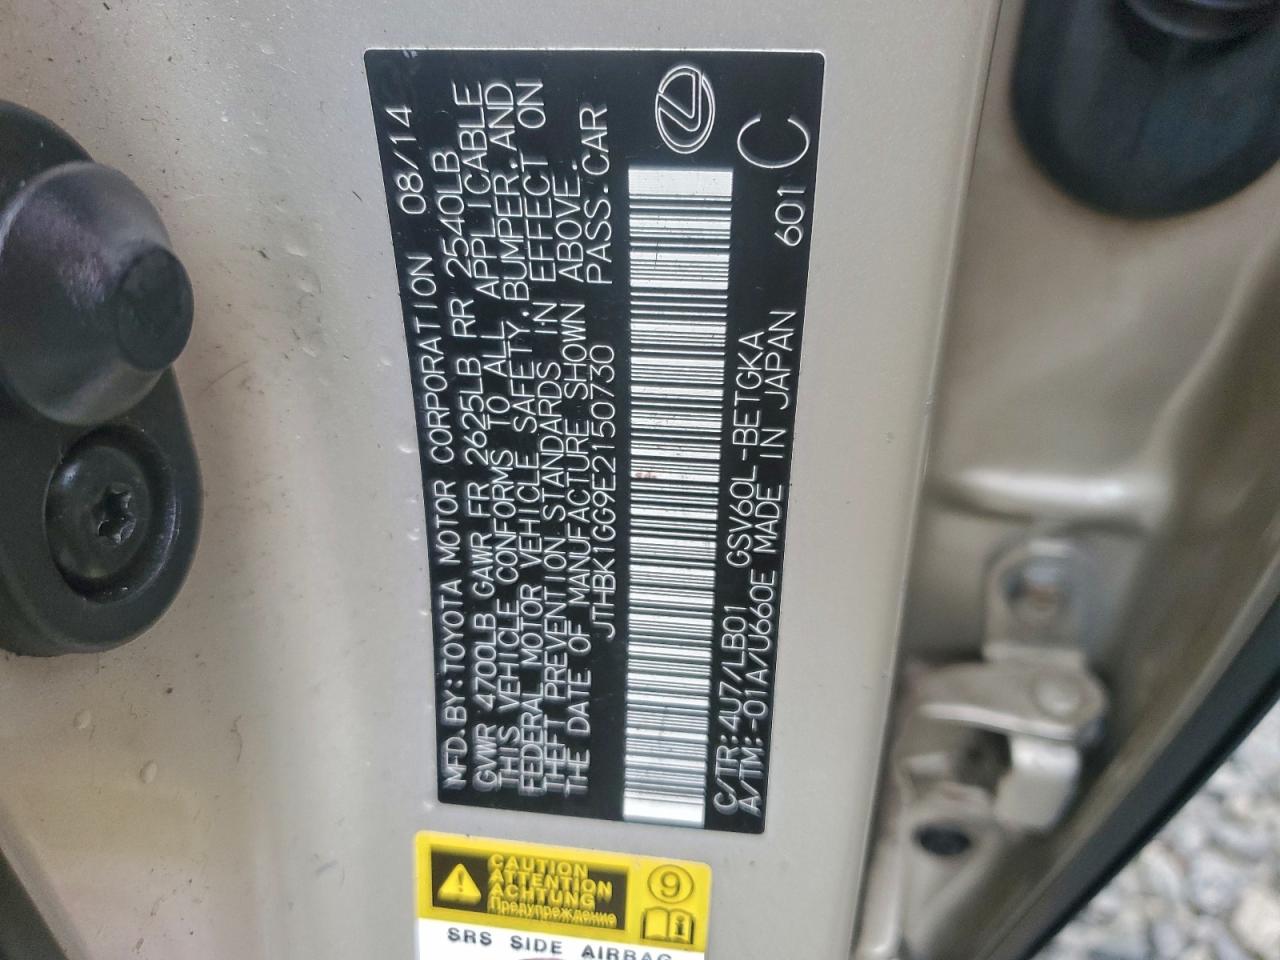 MFD.BY:TOYOTA MOTOR CORPORATION 08/14
GVWR 4700LB GAWR FR 2625LB RR 2540LB
THIS VEHICLE CONFORMS TO ALL APPLICABLE
FEDERAL MOTOR VEHICLE SAFETY,BUMPER,AND
THEFT PREVENTION STANDARDS IN EFFECT ON
THE DATE OF MANUFACTURE SHOWN ABOVE.
JTHBK1GG9E2150730 PASS.CAR
C/TR:4U7/LB01 GSV60L-BETGKA 601 C
A/TM:-01A/U660E MADE IN JAPAN
CAUTION
ATTENTION
ACHTUNG
Предупреждение
9
i
SRS SIDE AIRBAG